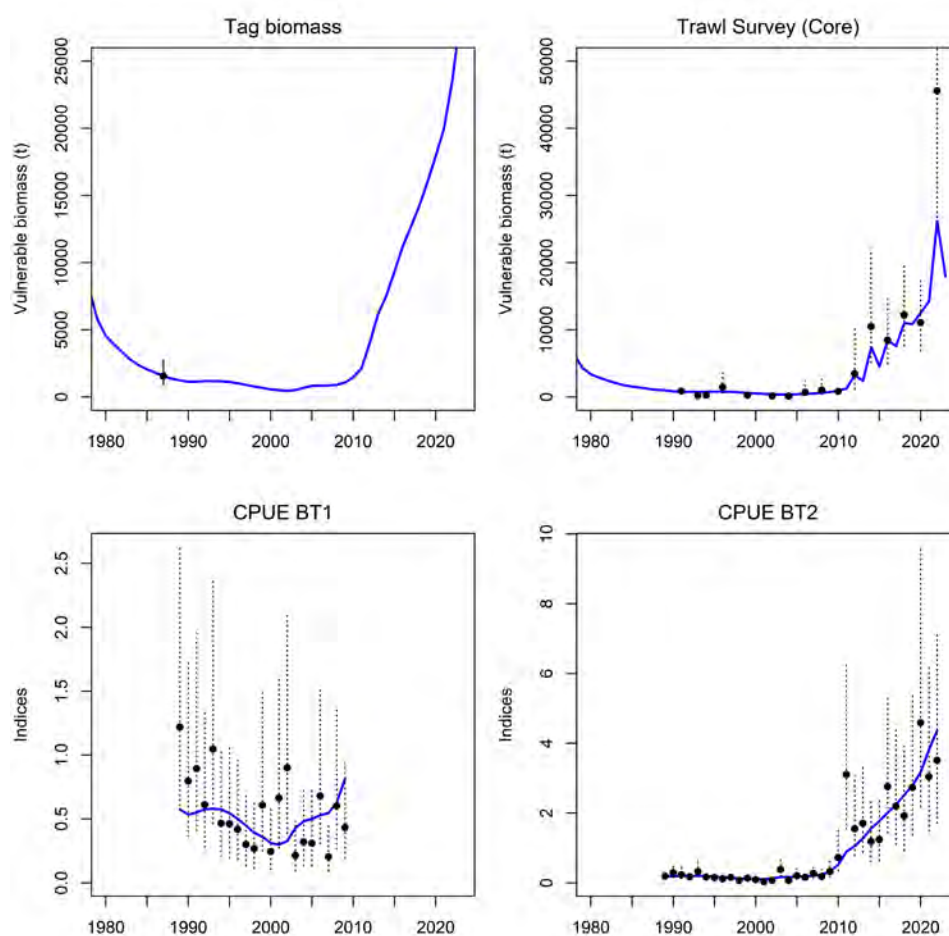 Tag biomass
Vulnerable biomass (t)
25000
20000
15000
10000
5000
0
1980 1990 2000 2010 2020
Trawl Survey (Core)
Vulnerable biomass (t)
50000
40000
30000
20000
10000
0
1980 1990 2000 2010 2020
CPUE BT1
Indices
2.5
2.0
1.5
1.0
0.5
0.0
1980 1990 2000 2010 2020
CPUE BT2
Indices
10
8
6
4
2
0
1980 1990 2000 2010 2020